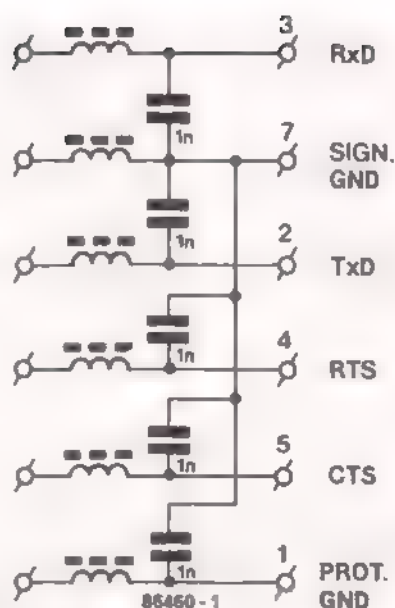 3
RxD
1n
7
SIGN.
GND
1n
2
TxD
1n
4
RTS
1n
5
CTS
1n
1
PROT.
GND
86460-1